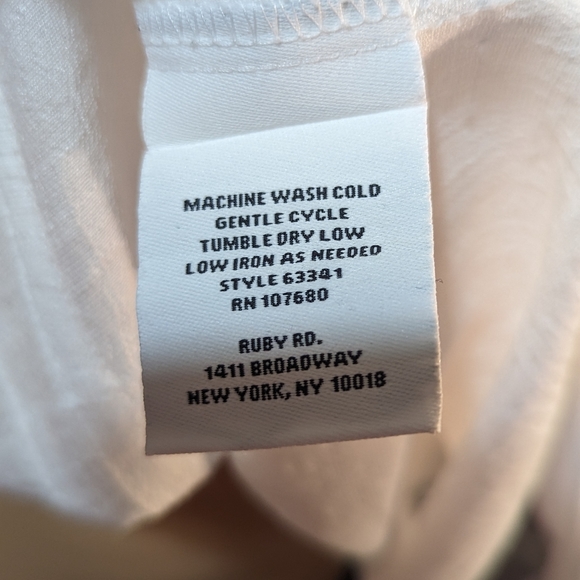 MACHINE WASH COLD
GENTLE CYCLE
TUMBLE DRY LOW
LOW IRON AS NEEDED
STYLE 63341
RN 107680
RUBY RD.
1411 BROADWAY
NEW YORK, NY 10018